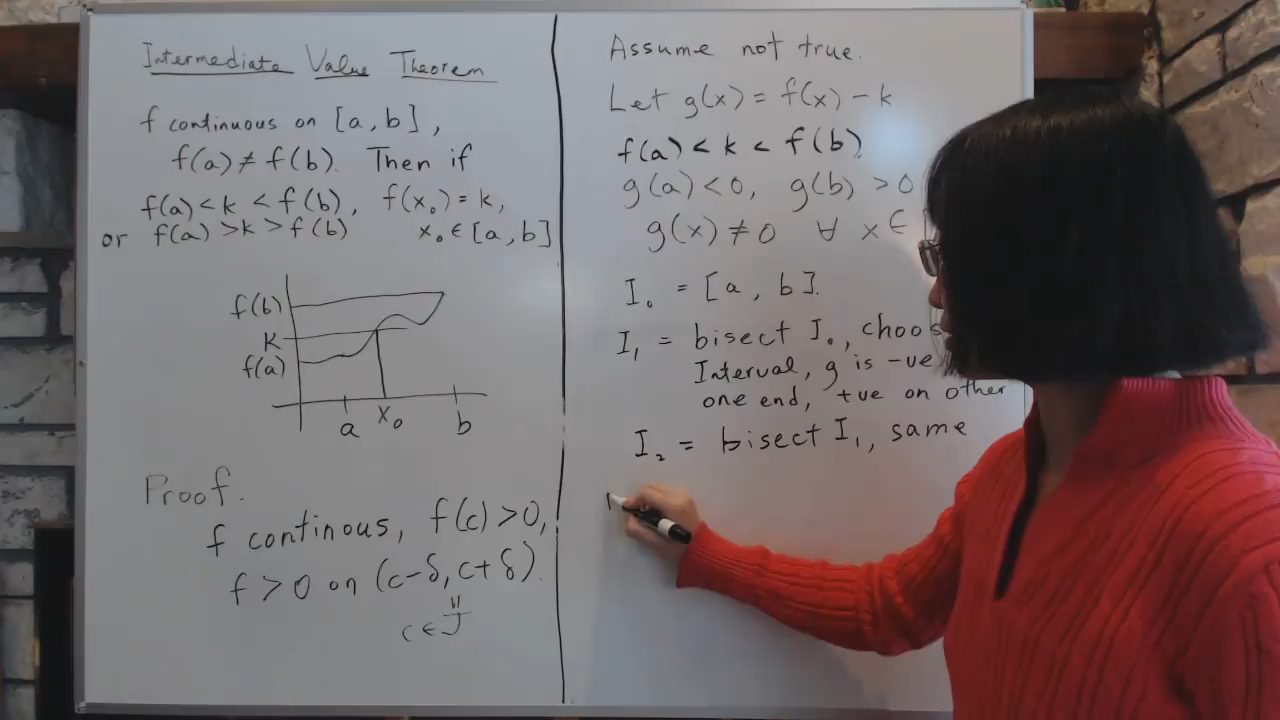 Intermediate Value Theorem
f continuous on [a, b],
f(a) ≠ f(b). Then if
f(a) < k < f(b), f(x₀) = k,
or f(a) > k > f(b) x₀ ∈ [a, b]
f(b)
K
f(a)
a x₀ b
Proof.
f continous, f(c) > 0,
f > 0 on (c-δ, c+δ).
c ∈ J
Assume not true.
Let g(x) = f(x) - k
f(a) < k < f(b).
g(a) < 0, g(b) > 0
g(x) ≠ 0 ∀ x ∈
I₀ = [a, b].
I₁ = bisect I₀,
Interval, g is -ve
one end, +ve on other
I₂ = bisect I₁, same